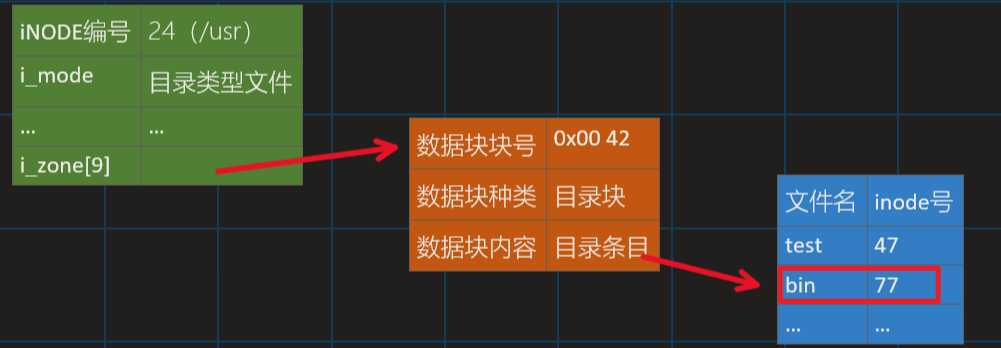 iNODE编号 24（/usr）
i_mode 目录类型文件
... ...
i_zone[9]
数据块块号 0x00 42
数据块种类 目录块
数据块内容 目录条目
文件名 inode号
test 47
bin 77
... ...